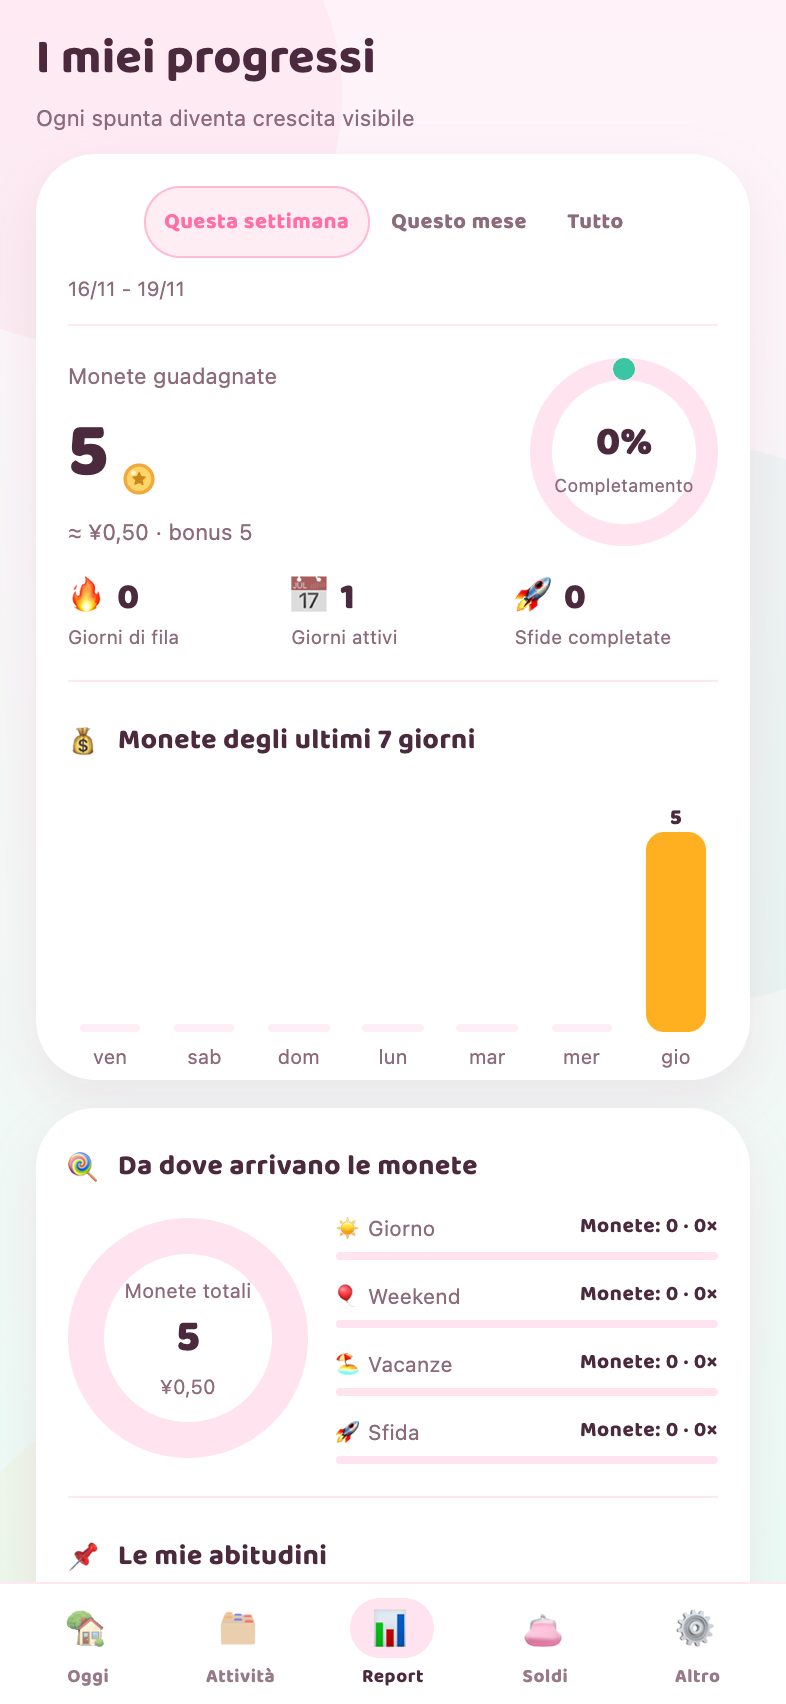 I miei progressi
Ogni spunta diventa crescita visibile
Questa settimana Questo mese Tutto
16/11 - 19/11
Monete guadagnate
5
≈ ¥0,50 · bonus 5
0%
Completamento
0
Giorni di fila
JUL 17
1
Giorni attivi
0
Sfide completate
Monete degli ultimi 7 giorni
5
ven sab dom lun mar mer gio
Da dove arrivano le monete
Monete totali
5
¥0,50
Giorno Monete: 0 · 0×
Weekend Monete: 0 · 0×
Vacanze Monete: 0 · 0×
Sfida Monete: 0 · 0×
Le mie abitudini
Oggi Attività Report Soldi Altro